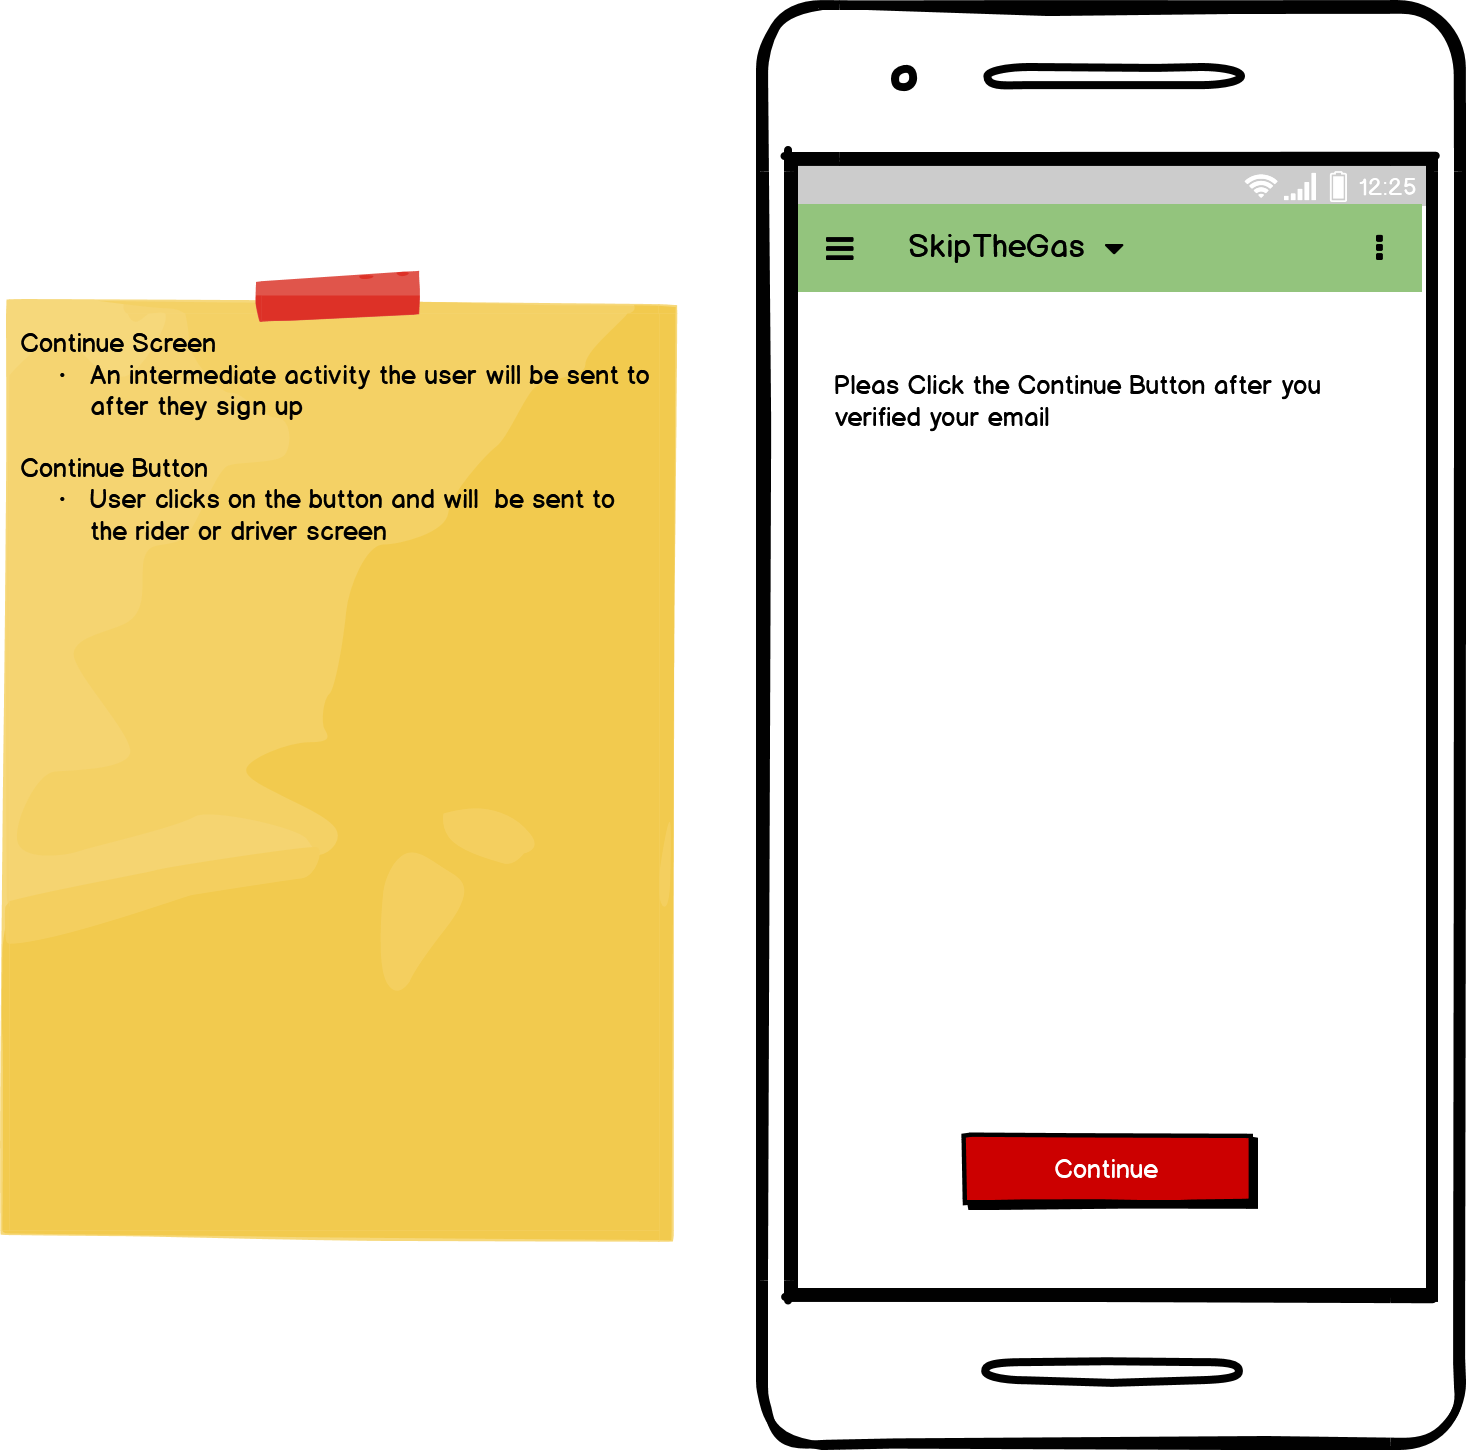 Continue Screen
· An intermediate activity the user will be sent to
after they sign up
Continue Button
· User clicks on the button and will be sent to
the rider or driver screen
12:25
SkipTheGas
Pleas Click the Continue Button after you
verified your email
Continue